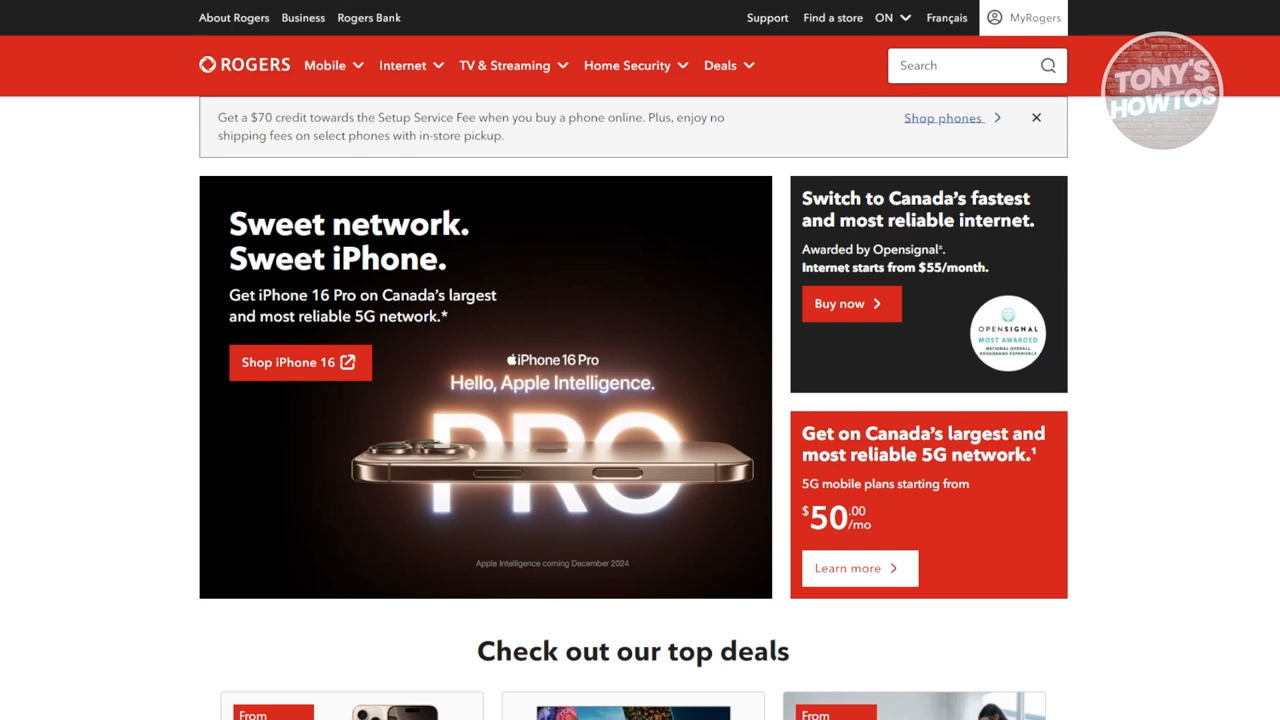 About Rogers Business Rogers Bank Support Find a store ON Français MyRogers
ROGERS Mobile Internet TV & Streaming Home Security Deals Search
TONY'S
HOWTOS
Get a $70 credit towards the Setup Service Fee when you buy a phone online. Plus, enjoy no
shipping fees on select phones with in-store pickup.
Shop phones
Sweet network.
Sweet iPhone.
Get iPhone 16 Pro on Canada's largest
and most reliable 5G network.*
Shop iPhone 16
iPhone 16 Pro
Hello, Apple Intelligence.
PRO
Apple Intelligence coming December 2024
Switch to Canada's fastest
and most reliable internet.
Awarded by Opensignal±.
Internet starts from $55/month.
Buy now
OPENSIGNAL
MOST AWARDED
NATIONAL OVERALL
BROADBAND EXPERIENCE
Get on Canada's largest and
most reliable 5G network.¹
5G mobile plans starting from
$50.00
/mo
Learn more
Check out our top deals
From
From